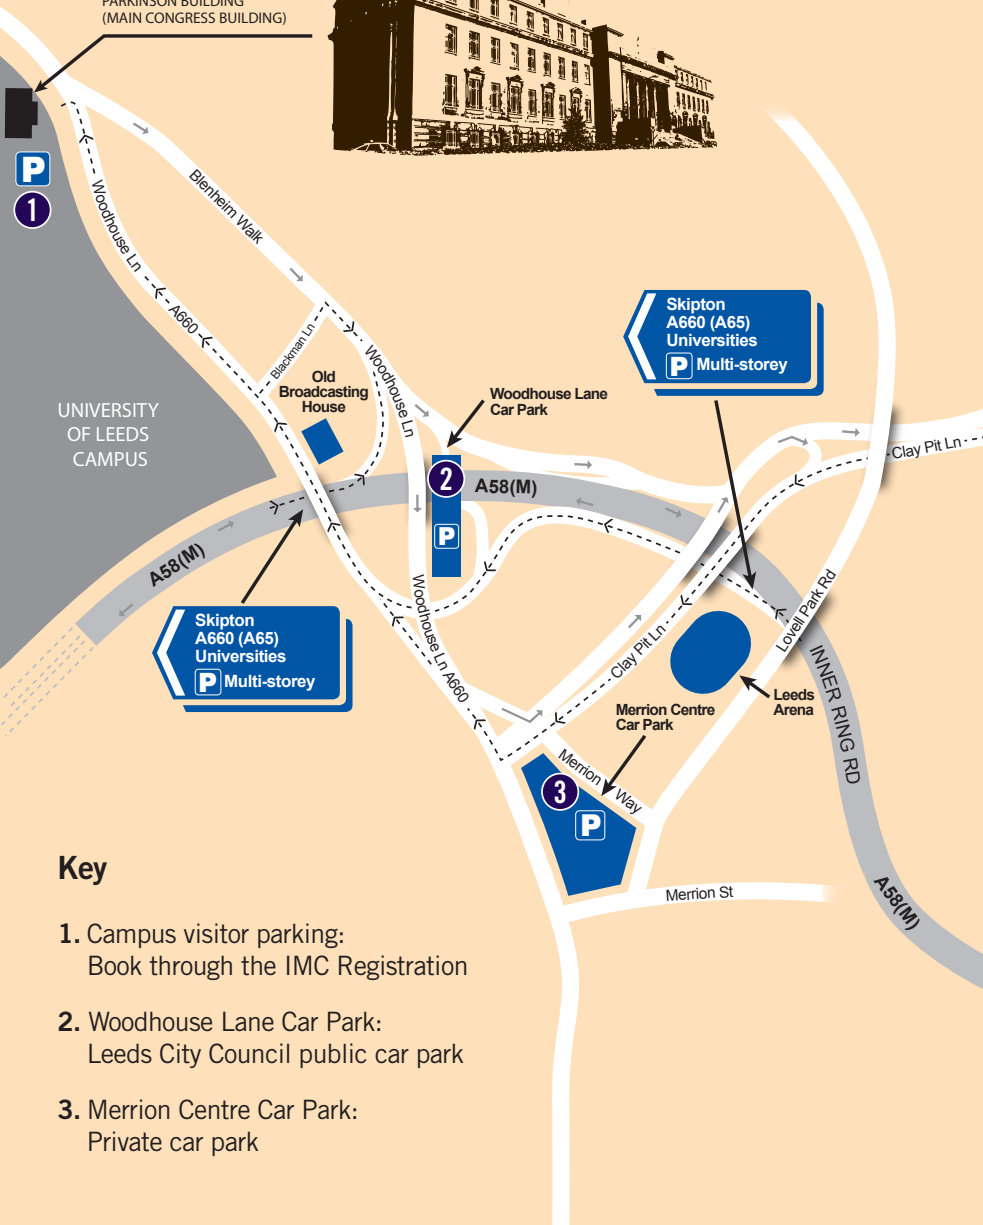 PARKINSON BUILDING
(MAIN CONGRESS BUILDING)
P
1
Woodhouse Ln
A660
Blenheim Walk
Blackman Ln
Old
Broadcasting
House
Woodhouse Ln
Woodhouse Lane
Car Park
Skipton
A660 (A65)
Universities
P Multi-storey
UNIVERSITY
OF LEEDS
CAMPUS
2
P
A58(M)
Clay Pit Ln
A58(M)
Skipton
A660 (A65)
Universities
P Multi-storey
Woodhouse Ln A660
Clay Pit Ln
Lovell Park Rd
Leeds
Arena
INNER RING RD
Merrion Centre
Car Park
Merrion Way
3
P
Merrion St
A58(M)
Key
1. Campus visitor parking:
Book through the IMC Registration
2. Woodhouse Lane Car Park:
Leeds City Council public car park
3. Merrion Centre Car Park:
Private car park